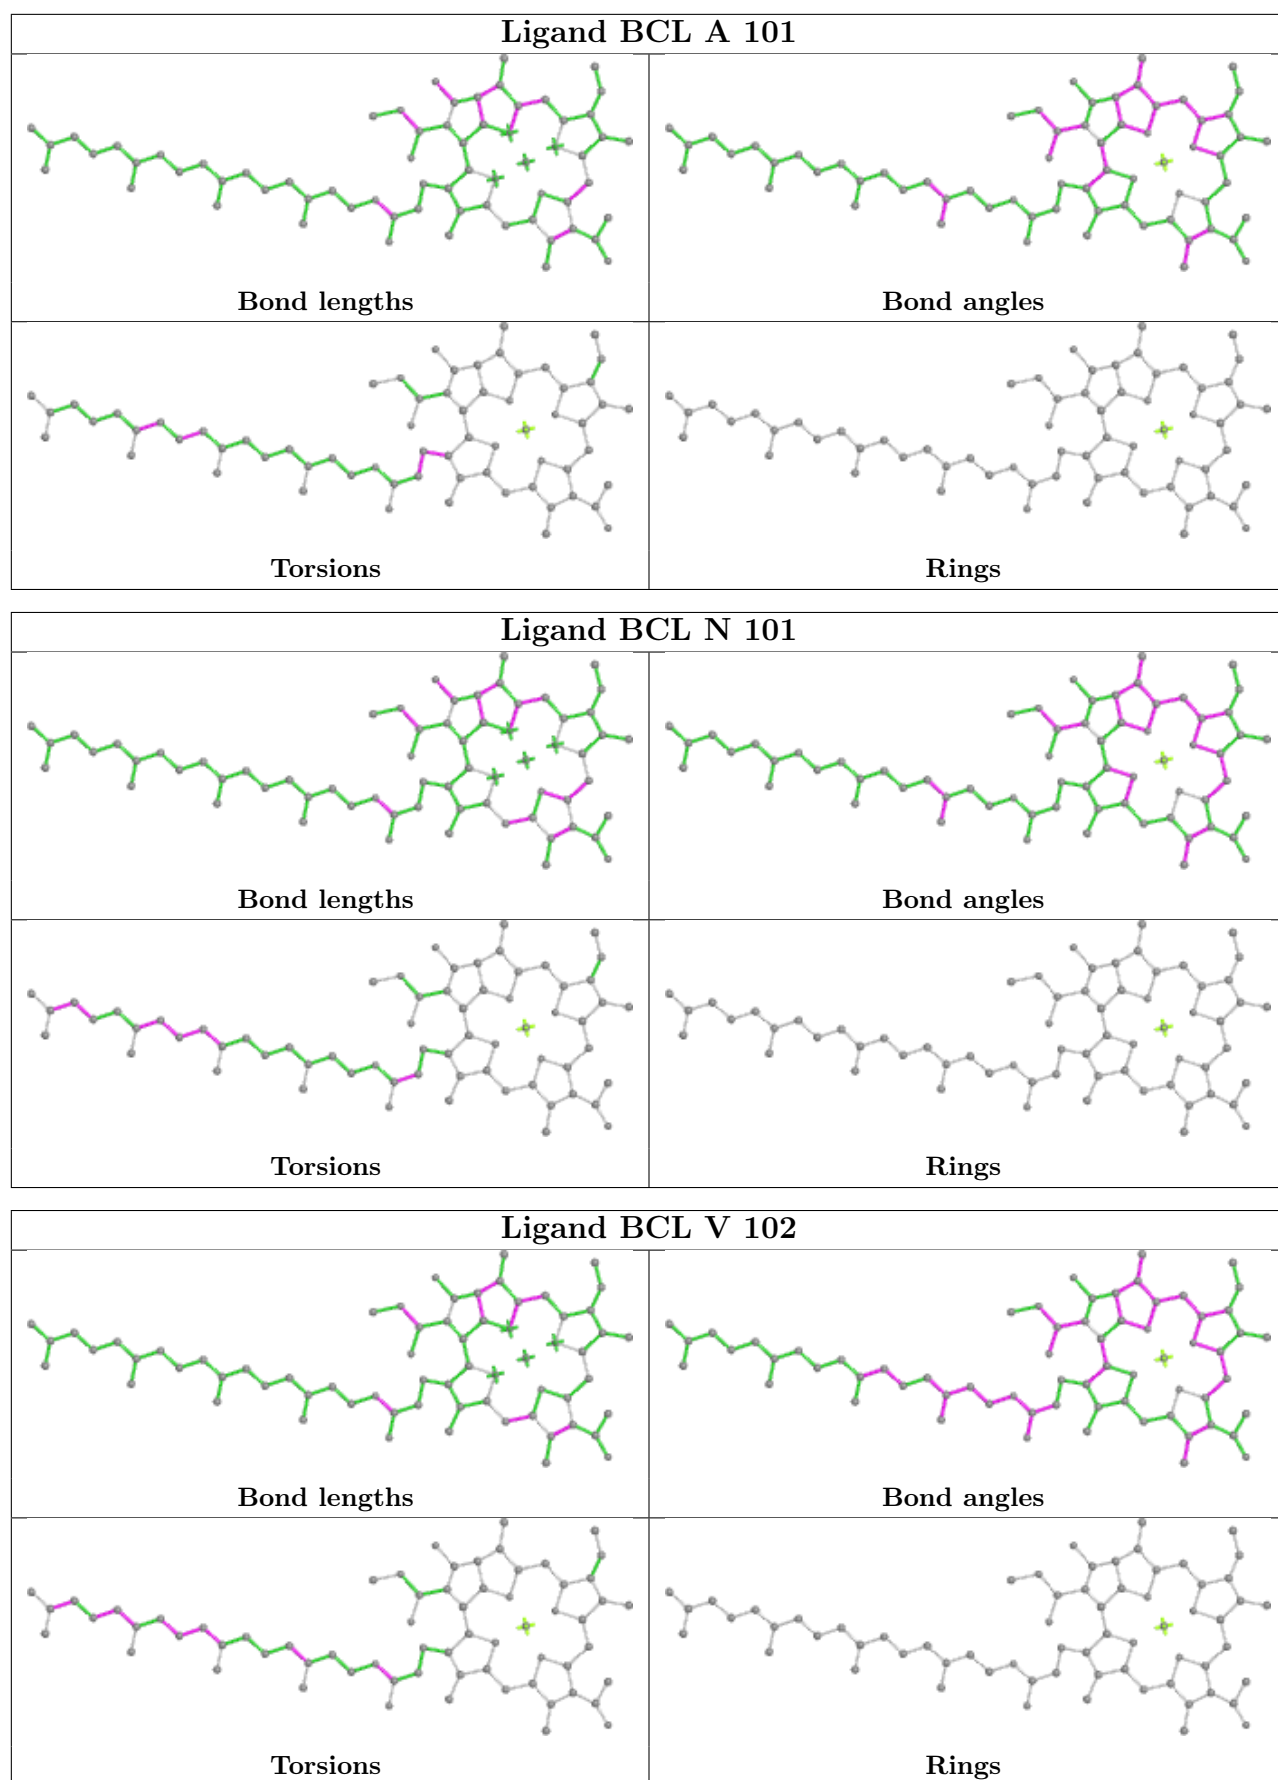 Ligand BCL A 101
Bond lengths
Bond angles
Torsions
Rings
Ligand BCL N 101
Bond lengths
Bond angles
Torsions
Rings
Ligand BCL V 102
Bond lengths
Bond angles
Torsions
Rings